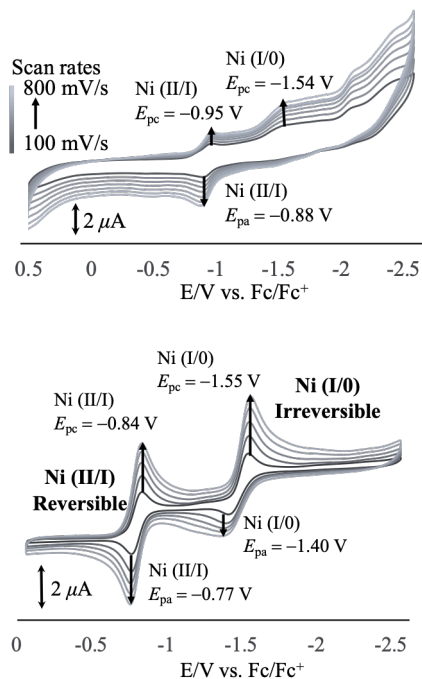 Scan rates
800 mV/s
100 mV/s
Ni (II/I)
Epc = −0.95 V
Ni (I/0)
Epc = −1.54 V
Ni (II/I)
Epa = −0.88 V
2 μA
0.5 0 -0.5 -1 -1.5 -2 -2.5
E/V vs. Fc/Fc⁺
Ni (I/0)
Epc = −1.55 V
Ni (I/0)
Irreversible
Ni (II/I)
Epc = −0.84 V
Ni (II/I)
Reversible
Ni (I/0)
Epa = −1.40 V
Ni (II/I)
Epa = −0.77 V
2 μA
0 -0.5 -1 -1.5 -2 -2.5
E/V vs. Fc/Fc⁺